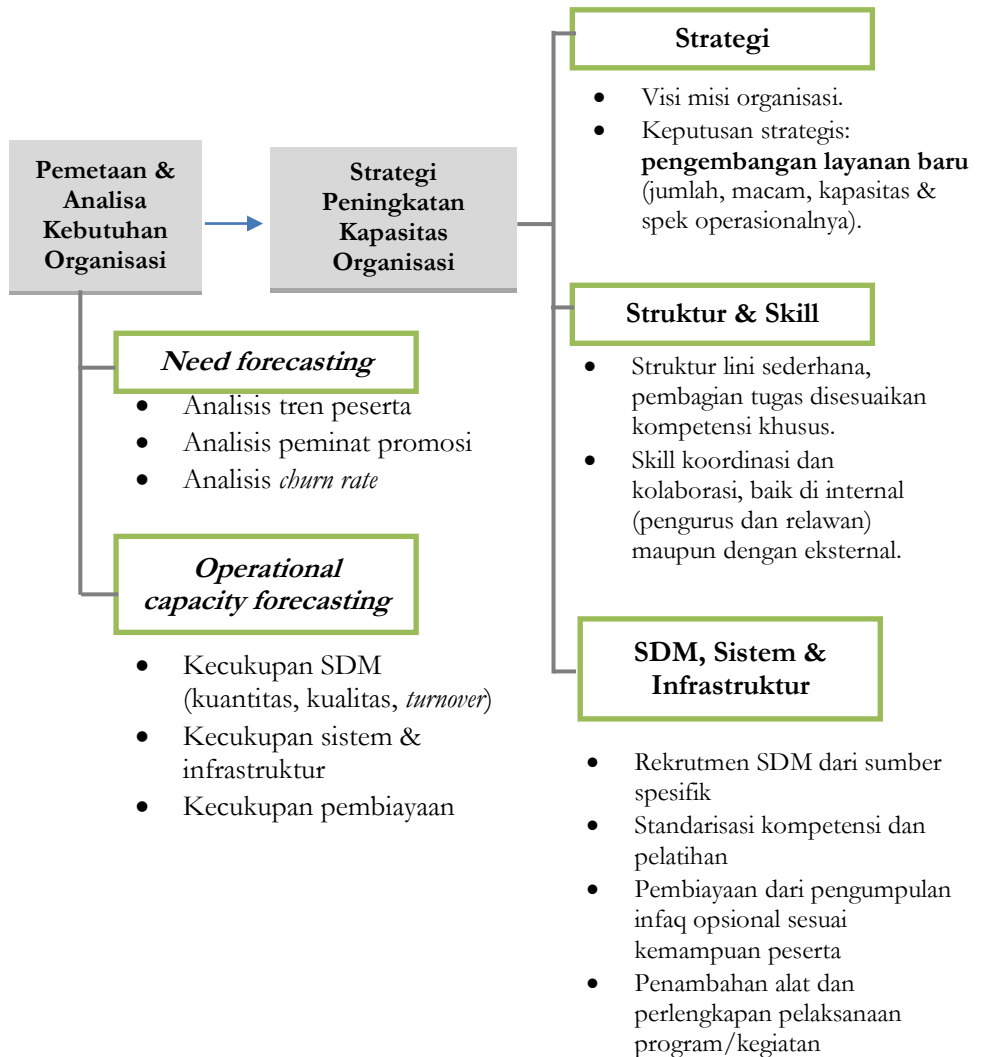 Pemetaan &
Analisa
Kebutuhan
Organisasi
Need forecasting
• Analisis tren peserta
• Analisis peminat promosi
• Analisis churn rate
Operational
capacity forecasting
• Kecukupan SDM
(kuantitas, kualitas, turnover)
• Kecukupan sistem &
infrastruktur
• Kecukupan pembiayaan
Strategi
Peningkatan
Kapasitas
Organisasi
Strategi
• Visi misi organisasi.
• Keputusan strategis:
pengembangan layanan baru
(jumlah, macam, kapasitas &
spek operasionalnya).
Struktur & Skill
• Struktur lini sederhana,
pembagian tugas disesuaikan
kompetensi khusus.
• Skill koordinasi dan
kolaborasi, baik di internal
(pengurus dan relawan)
maupun dengan eksternal.
SDM, Sistem &
Infrastruktur
• Rekrutmen SDM dari sumber
spesifik
• Standarisasi kompetensi dan
pelatihan
• Pembiayaan dari pengumpulan
infaq opsional sesuai
kemampuan peserta
• Penambahan alat dan
perlengkapan pelaksanaan
program/kegiatan